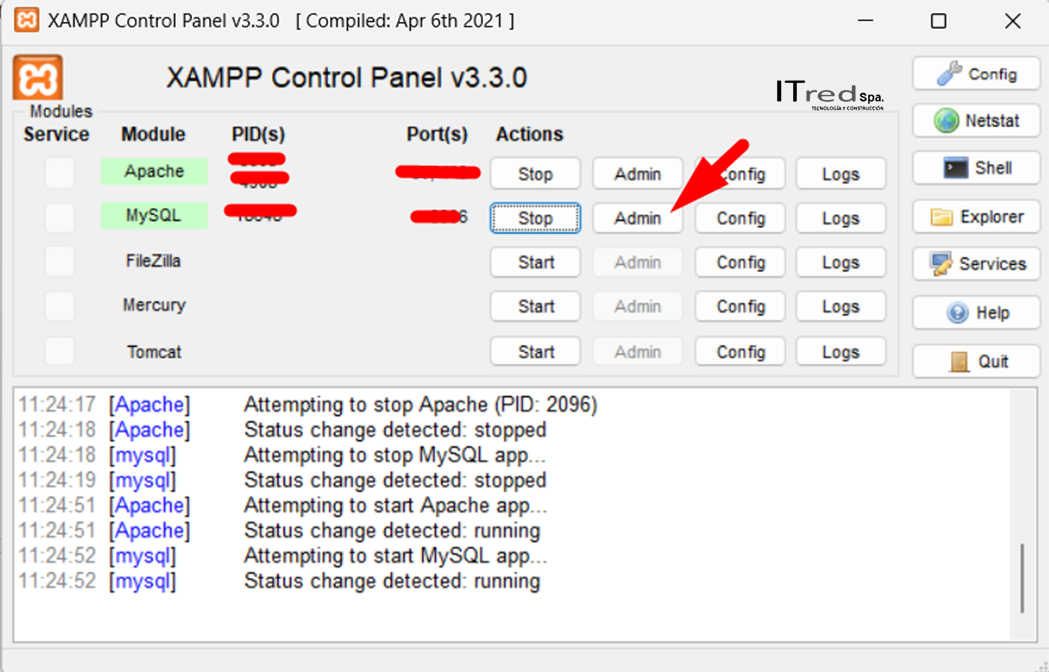 XAMPP Control Panel v3.3.0 [ Compiled: Apr 6th 2021 ]
XAMPP Control Panel v3.3.0
ITred Spa.
TECNOLOGÍA Y CONSTRUCCIÓN
Config
Modules
Service Module PID(s) Port(s) Actions
Netstat
Apache Stop Admin Logs
Shell
MySQL Stop Admin Config Logs
Explorer
FileZilla Start Admin Config Logs
Services
Mercury Start Admin Config Logs
Help
Tomcat Start Admin Config Logs
Quit
11:24:17 [Apache] Attempting to stop Apache (PID: 2096)
11:24:18 [Apache] Status change detected: stopped
11:24:18 [mysql] Attempting to stop MySQL app...
11:24:19 [mysql] Status change detected: stopped
11:24:51 [Apache] Attempting to start Apache app...
11:24:51 [Apache] Status change detected: running
11:24:52 [mysql] Attempting to start MySQL app...
11:24:52 [mysql] Status change detected: running